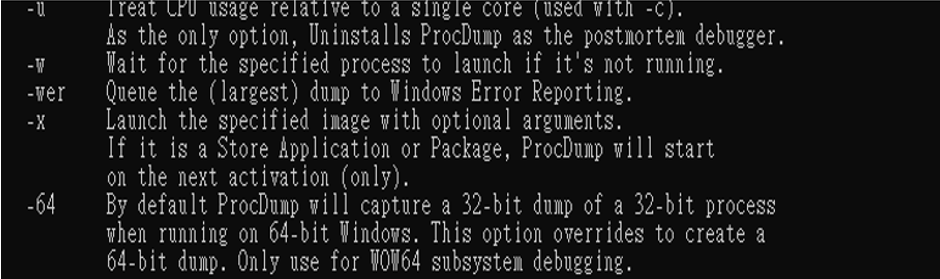 -u Treat CPU usage relative to a single core (used with -c).
As the only option, Uninstalls ProcDump as the postmortem debugger.
-w Wait for the specified process to launch if it's not running.
-wer Queue the (largest) dump to Windows Error Reporting.
-x Launch the specified image with optional arguments.
If it is a Store Application or Package, ProcDump will start
on the next activation (only).
-64 By default ProcDump will capture a 32-bit dump of a 32-bit process
when running on 64-bit Windows. This option overrides to create a
64-bit dump. Only use for WOW64 subsystem debugging.